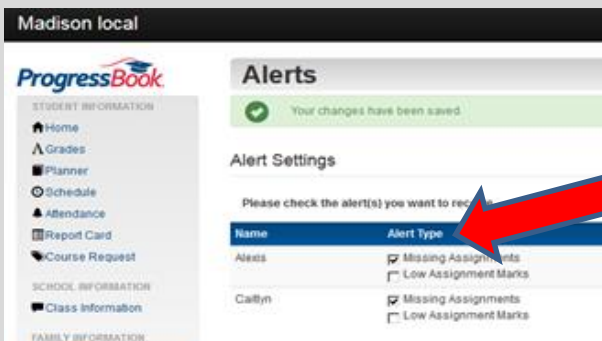 Madison local
ProgressBook
STUDENT INFORMATION
Home
Grades
Planner
Schedule
Attendance
Report Card
Course Request
SCHOOL INFORMATION
Class Information
FAMILY INFORMATION
Alerts
Your changes have been saved.
Alert Settings
Please check the alert(s) you want to
Name Alert Type
Alexis Missing Assignments
Low Assignment Marks
Caitlyn Missing Assignments
Low Assignment Marks